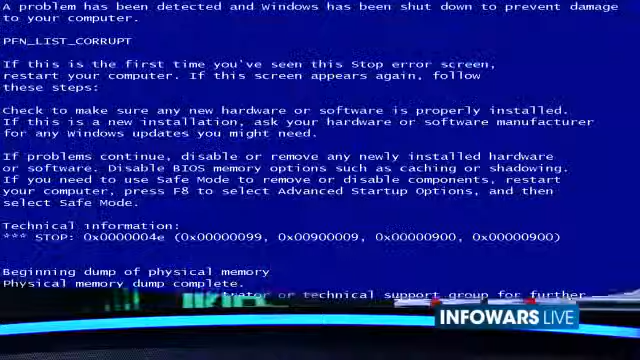 A problem has been detected and Windows has been shut down to prevent damage
to your computer.
PFN_LIST_CORRUPT
If this is the first time you've seen this Stop error screen,
restart your computer. If this screen appears again, follow
these steps:
Check to make sure any new hardware or software is properly installed.
If this is a new installation, ask your hardware or software manufacturer
for any Windows updates you might need.
If problems continue, disable or remove any newly installed hardware
or software. Disable BIOS memory options such as caching or shadowing.
If you need to use Safe Mode to remove or disable components, restart
your computer, press F8 to select Advanced Startup Options, and then
select Safe Mode.
Technical information:
*** STOP: 0x0000004e (0x00000099, 0x00900009, 0x00000900, 0x00000900)
Beginning dump of physical memory
Physical memory dump complete.
or technical support group for further
INFOWARS LIVE